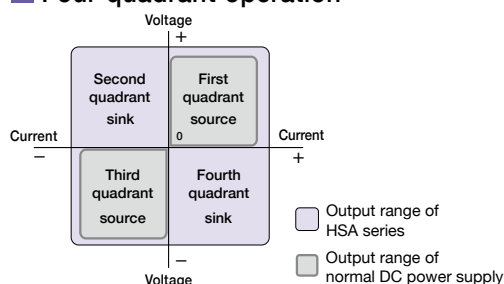 Four-quadrant operation
Voltage
+
Second
quadrant
sink
First
quadrant
source
0
Current
−
Current
+
Third
quadrant
source
Fourth
quadrant
sink
−
Voltage
Output range of
HSA series
Output range of
normal DC power supply